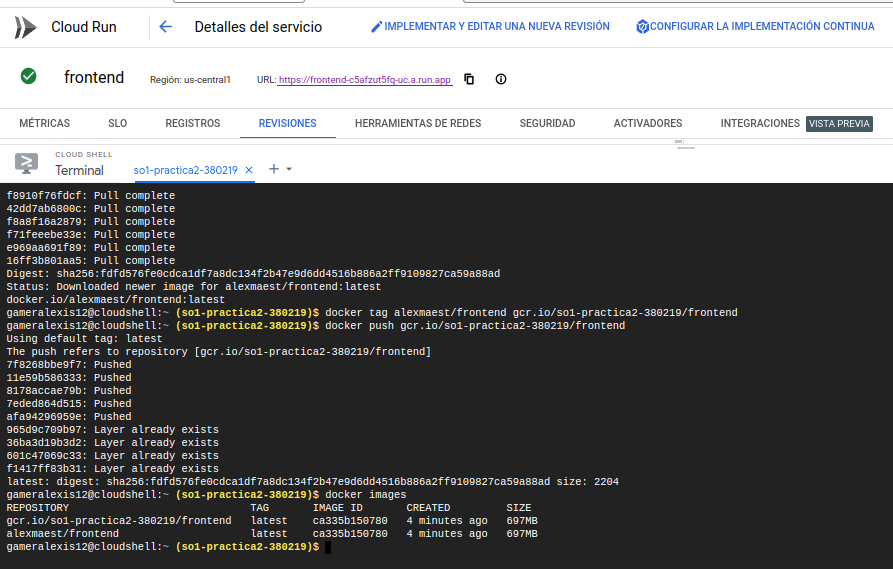 Cloud Run
Detalles del servicio
IMPLEMENTAR Y EDITAR UNA NUEVA REVISIÓN
CONFIGURAR LA IMPLEMENTACIÓN CONTINUA
frontend
Región: us-central1
URL: https://frontend-c5afzut5fq-uc.a.run.app
MÉTRICAS SLO REGISTROS REVISIONES HERRAMIENTAS DE REDES SEGURIDAD ACTIVADORES INTEGRACIONES VISTA PREVIA
CLOUD SHELL
Terminal
so1-practica2-380219
f8910f76fdcf: Pull complete
42dd7ab6800c: Pull complete
f8a8f16a2879: Pull complete
f71feeebe33e: Pull complete
e969aa691f89: Pull complete
16ff3b801aa5: Pull complete
Digest: sha256:fdfd576fe0cdca1df7a8dc134f2b47e9d6dd4516b886a2ff9109827ca59a88ad
Status: Downloaded newer image for alexmaest/frontend:latest
docker.io/alexmaest/frontend:latest
gameralexis12@cloudshell:~ (so1-practica2-380219)$ docker tag alexmaest/frontend gcr.io/so1-practica2-380219/frontend
gameralexis12@cloudshell:~ (so1-practica2-380219)$ docker push gcr.io/so1-practica2-380219/frontend
Using default tag: latest
The push refers to repository [gcr.io/so1-practica2-380219/frontend]
7f8268bbe9f7: Pushed
11e59b586333: Pushed
8178accae79b: Pushed
7eded864d515: Pushed
afa94296959e: Pushed
965d9c709b97: Layer already exists
36ba3d19b3d2: Layer already exists
601c47069c33: Layer already exists
f1417ff83b31: Layer already exists
latest: digest: sha256:fdfd576fe0cdca1df7a8dc134f2b47e9d6dd4516b886a2ff9109827ca59a88ad size: 2204
gameralexis12@cloudshell:~ (so1-practica2-380219)$ docker images
REPOSITORY TAG IMAGE ID CREATED SIZE
gcr.io/so1-practica2-380219/frontend latest ca335b150780 4 minutes ago 697MB
alexmaest/frontend latest ca335b150780 4 minutes ago 697MB
gameralexis12@cloudshell:~ (so1-practica2-380219)$